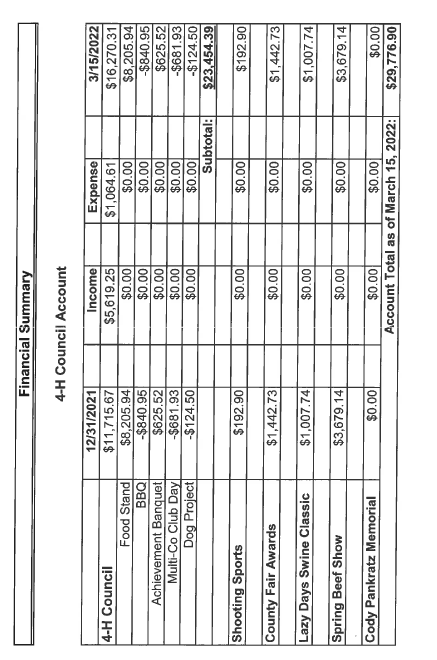 Financial Summary
4-H Council Account
12/31/2021 Income Expense 3/15/2022
4-H Council $11,715.67 $5,619.25 $1,064.61 $16,270.31
Food Stand $8,205.94 $0.00 $0.00 $8,205.94
BBQ -$840.95 $0.00 $0.00 -$840.95
Achievement Banquet $625.52 $0.00 $0.00 $625.52
Multi-Co Club Day -$681.93 $0.00 $0.00 -$681.93
Dog Project -$124.50 $0.00 $0.00 -$124.50
Subtotal: $23,454.39
Shooting Sports $192.90 $0.00 $0.00 $192.90
County Fair Awards $1,442.73 $0.00 $0.00 $1,442.73
Lazy Days Swine Classic $1,007.74 $0.00 $0.00 $1,007.74
Spring Beef Show $3,679.14 $0.00 $0.00 $3,679.14
Cody Pankratz Memorial $0.00 $0.00 $0.00 $0.00
Account Total as of March 15, 2022: $29,776.90